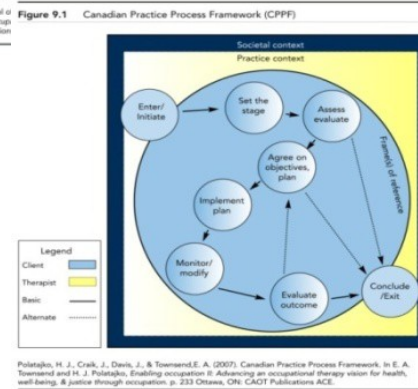 Figure 9.1 Canadian Practice Process Framework (CPPF)
Societal context
Practice context
Enter/
Initiate
Set the
stage
Assess
evaluate
Agree on
objectives,
plan
Frame(s) of reference
Implement
plan
Monitor/
modify
Evaluate
outcome
Conclude
/Exit
Legend
Client
Therapist
Basic
Alternate
Polatajko, H. J., Craik, J., Davis, J., & Townsend,E. A. (2007). Canadian Practice Process Framework. In E. A.
Townsend and H. J. Polatajko, Enabling occupation II: Advancing an occupational therapy vision for health,
well-being, & justice through occupation. p. 233 Ottawa, ON: CAOT Publications ACE.